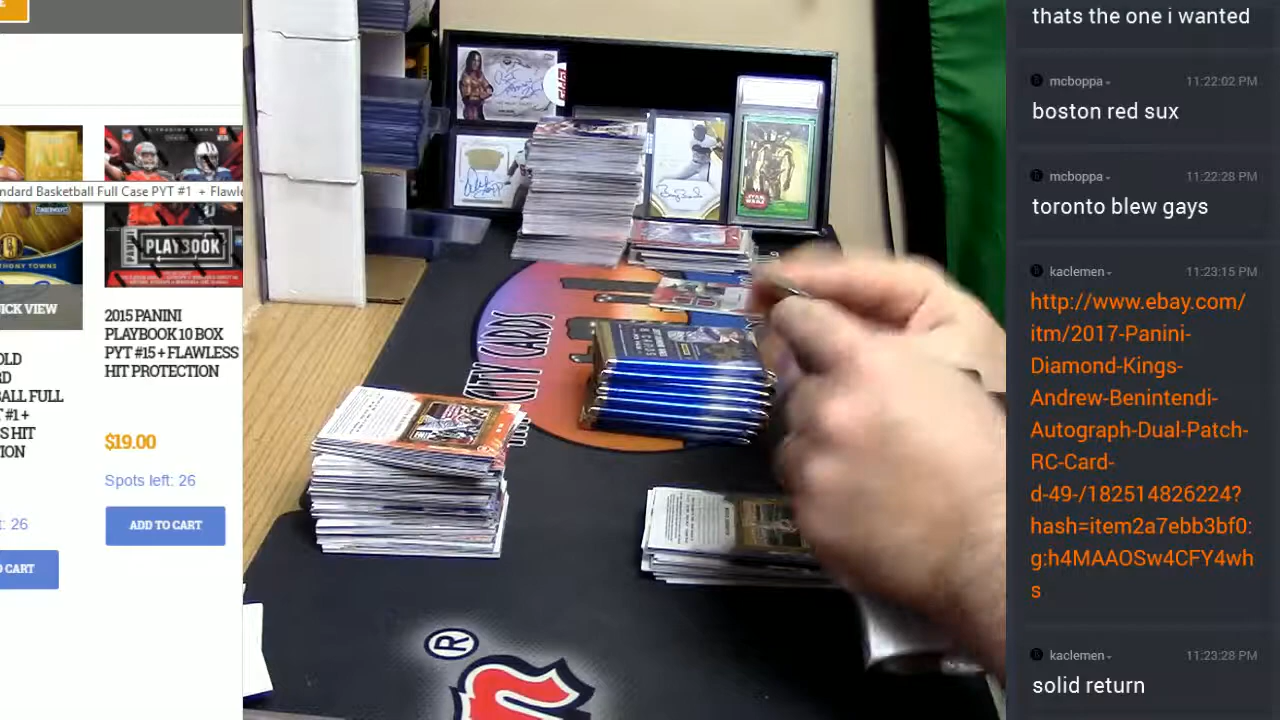 ndard Basketball Full Case PYT #1 + Flawle
PLAYBOOK
NTHONY TOWNS
ICK VIEW
2015 PANINI
PLAYBOOK 10 BOX
PYT #15 + FLAWLESS
HIT PROTECTION
OLD
RD
BALL FULL
T #1 +
S HIT
ION
$19.00
Spots left: 26
t: 26
ADD TO CART
O CART
CITY CARDS
STAR WARS
®
thats the one i wanted
mcboppa 11:22:02 PM
boston red sux
mcboppa 11:22:28 PM
toronto blew gays
kaclemen 11:23:15 PM
http://www.ebay.com/
itm/2017-Panini-
Diamond-Kings-
Andrew-Benintendi-
Autograph-Dual-Patch-
RC-Card-
d-49-/182514826224?
hash=item2a7ebb3bf0:
g:h4MAAOSw4CFY4wh
s
kaclemen 11:23:28 PM
solid return